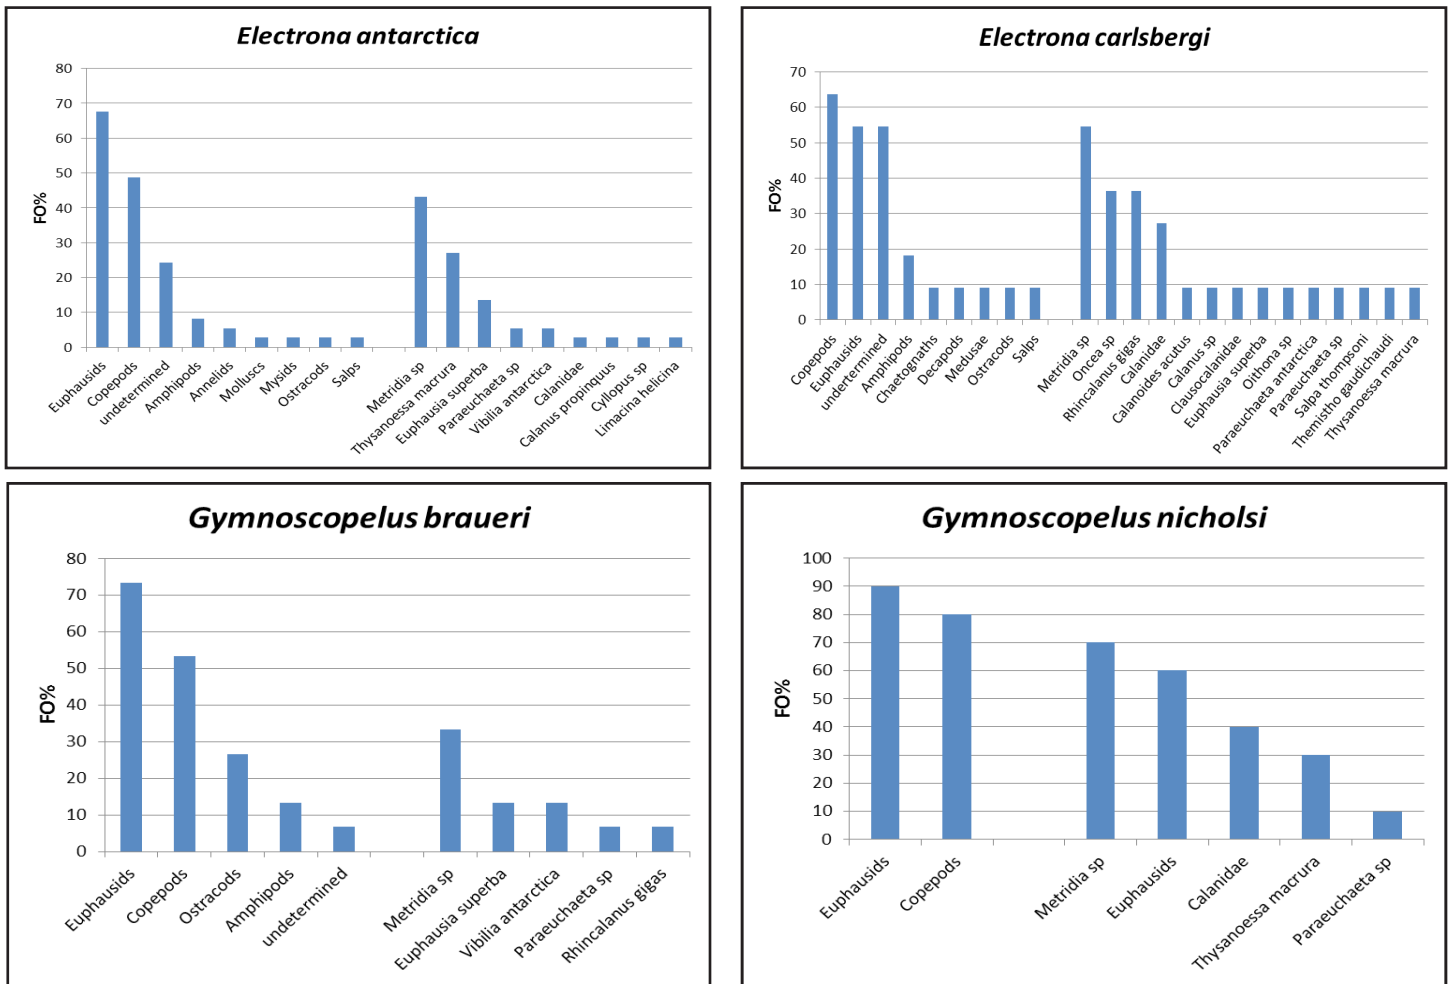 Electrona antarctica
FO%
80
70
60
50
40
30
20
10
0
Euphausids
Copepods
undetermined
Amphipods
Annelids
Molluscs
Mysids
Ostracods
Salps
Metridia sp
Thysanoessa macrura
Euphausia superba
Paraeuchaeta sp
Vibilia antarctica
Calanidae
Calanus propinquus
Cyllopus sp
Limacina helicina
Electrona carlsbergi
FO%
70
60
50
40
30
20
10
0
Copepods
Euphausids
undertermined
Amphipods
Chaetognaths
Decapods
Medusae
Ostracods
Salps
Metridia sp
Oncea sp
Rhincalanus gigas
Calanidae
Calanoides acutus
Calanus sp
Clausocalanidae
Euphausia superba
Oithona sp
Paraeuchaeta antarctica
Paraeuchaeta sp
Salpa thompsoni
Themistho gaudichaudi
Thysanoessa macrura
Gymnoscopelus braueri
FO%
80
70
60
50
40
30
20
10
0
Euphausids
Copepods
Ostracods
Amphipods
undetermined
Metridia sp
Euphausia superba
Vibilia antarctica
Paraeuchaeta sp
Rhincalanus gigas
Gymnoscopelus nicholsi
FO%
100
90
80
70
60
50
40
30
20
10
0
Euphausids
Copepods
Metridia sp
Euphausids
Calanidae
Thysanoessa macrura
Paraeuchaeta sp